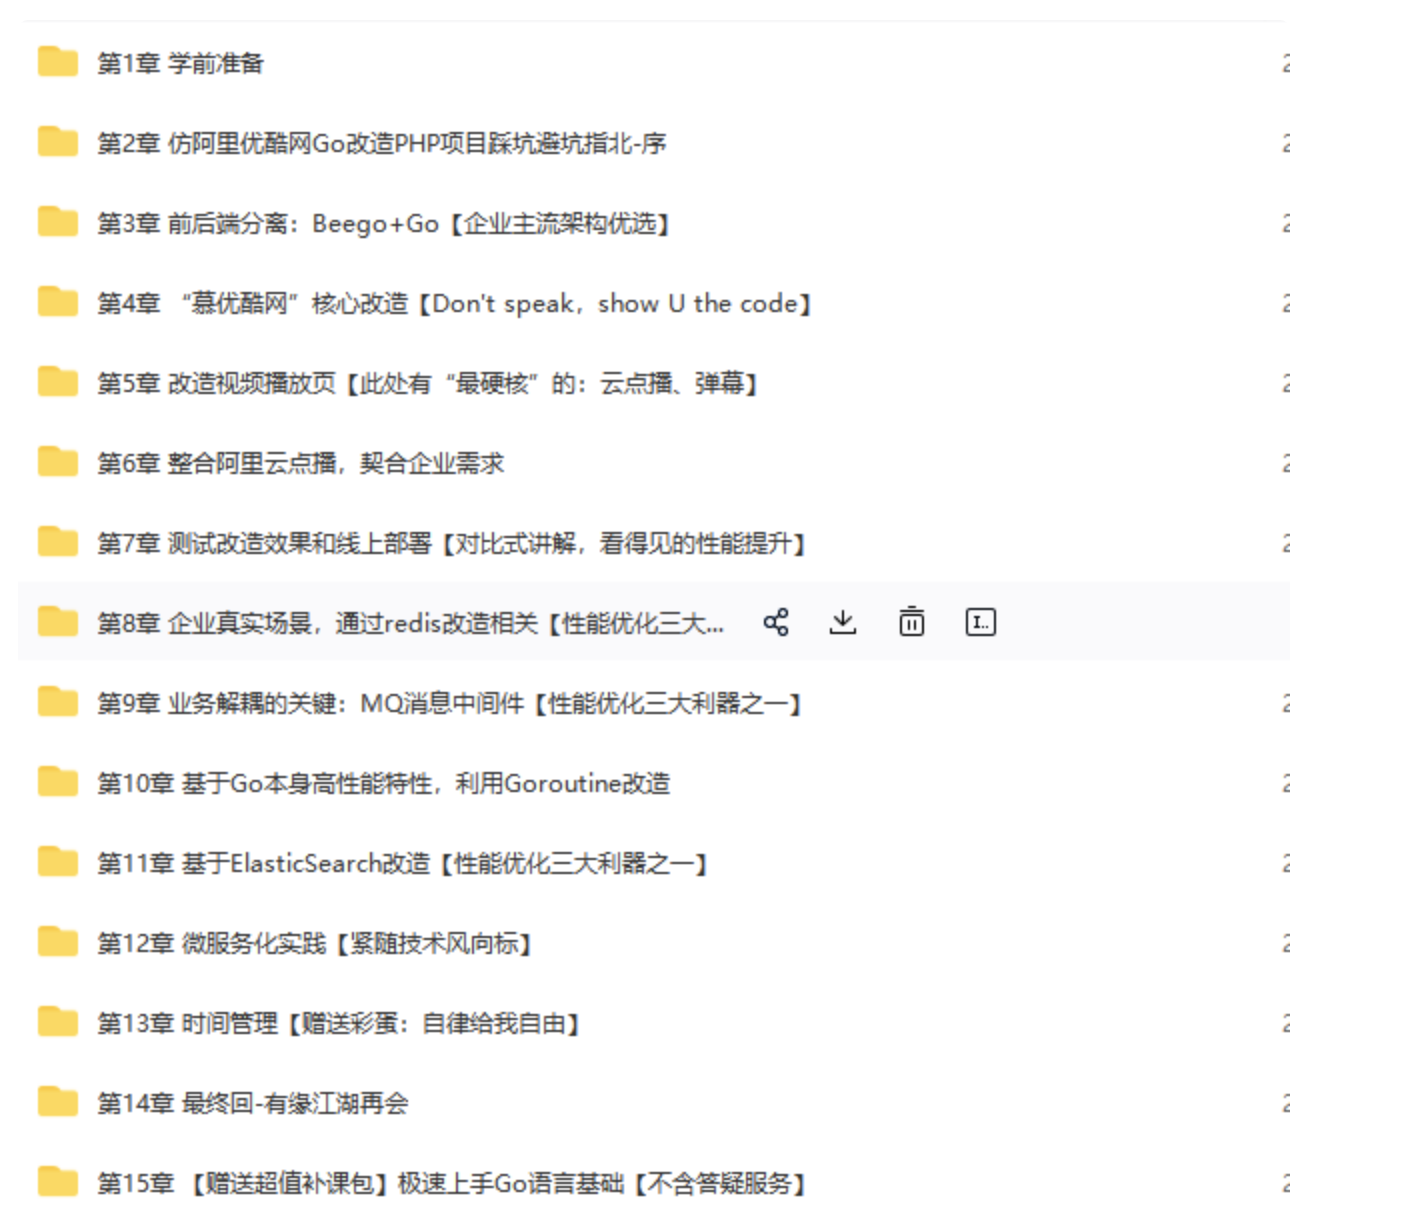 第1章 学前准备
第2章 仿阿里优酷网Go改造PHP项目踩坑避坑指北-序
第3章 前后端分离：Beego+Go【企业主流架构优选】
第4章 “慕优酷网”核心改造【Don't speak，show U the code】
第5章 改造视频播放页【此处有“最硬核”的：云点播、弹幕】
第6章 整合阿里云点播，契合企业需求
第7章 测试改造效果和线上部署【对比式讲解，看得见的性能提升】
第8章 企业真实场景，通过redis改造相关【性能优化三大...
第9章 业务解耦的关键：MQ消息中间件【性能优化三大利器之一】
第10章 基于Go本身高性能特性，利用Goroutine改造
第11章 基于ElasticSearch改造【性能优化三大利器之一】
第12章 微服务化实践【紧随技术风向标】
第13章 时间管理【赠送彩蛋：自律给我自由】
第14章 最终回-有缘江湖再会
第15章 【赠送超值补课包】极速上手Go语言基础【不含答疑服务】